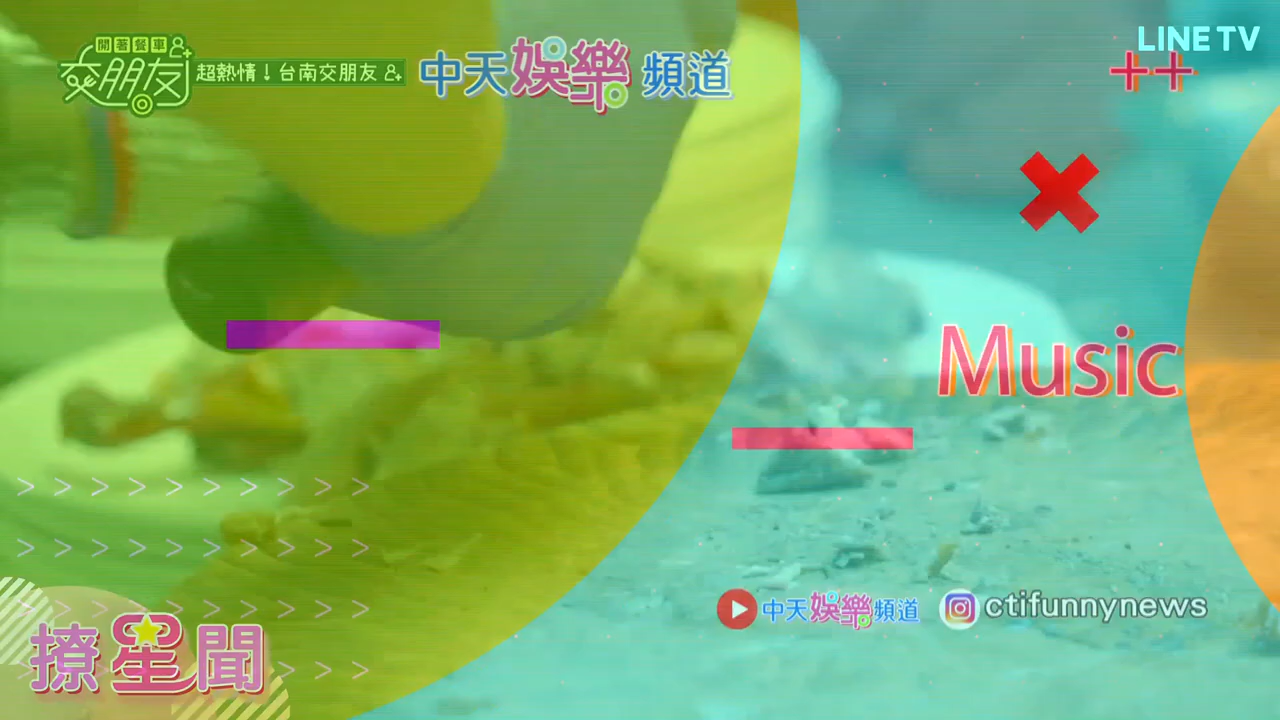 LINE TV
開著餐車
交朋友
超熱情!台南交朋友
中天娛樂頻道
Music
中天娛樂頻道
ctifunnynews
撩星聞